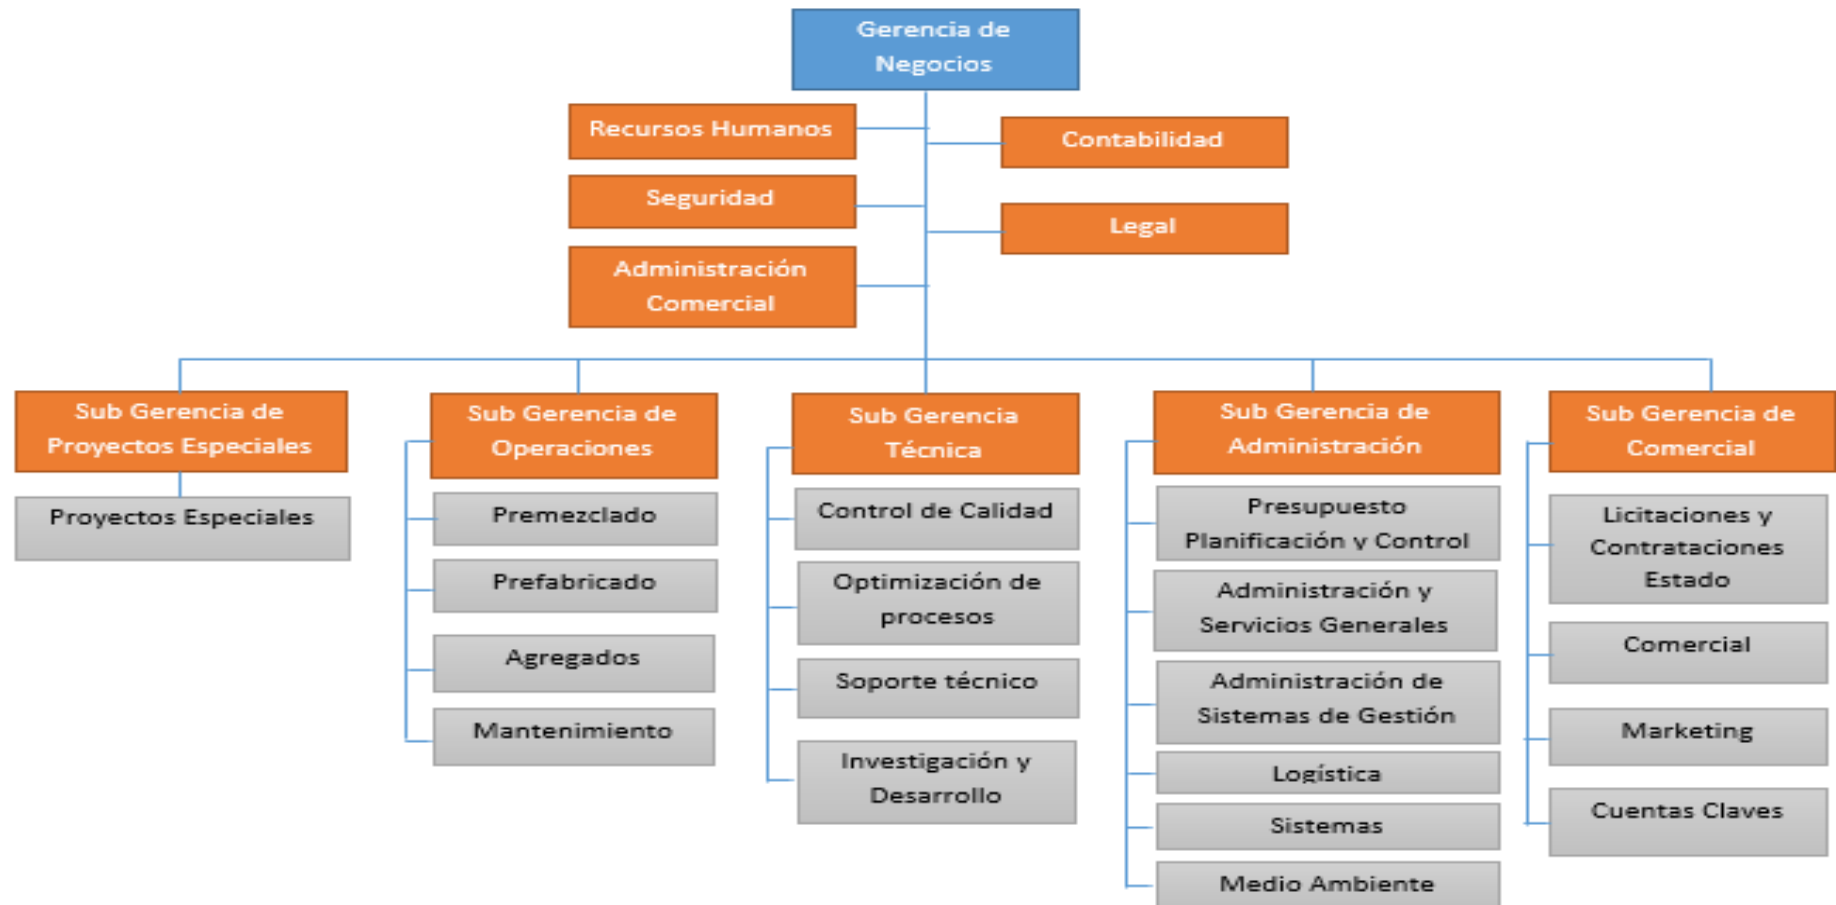 Gerencia de
Negocios
Recursos Humanos
Contabilidad
Seguridad
Legal
Administración
Comercial
Sub Gerencia de
Proyectos Especiales
Proyectos Especiales
Sub Gerencia de
Operaciones
Premezclado
Prefabricado
Agregados
Mantenimiento
Sub Gerencia
Técnica
Control de Calidad
Optimización de
procesos
Soporte técnico
Investigación y
Desarrollo
Sub Gerencia de
Administración
Presupuesto
Planificación y Control
Administración y
Servicios Generales
Administración de
Sistemas de Gestión
Logística
Sistemas
Medio Ambiente
Sub Gerencia de
Comercial
Licitaciones y
Contrataciones
Estado
Comercial
Marketing
Cuentas Claves